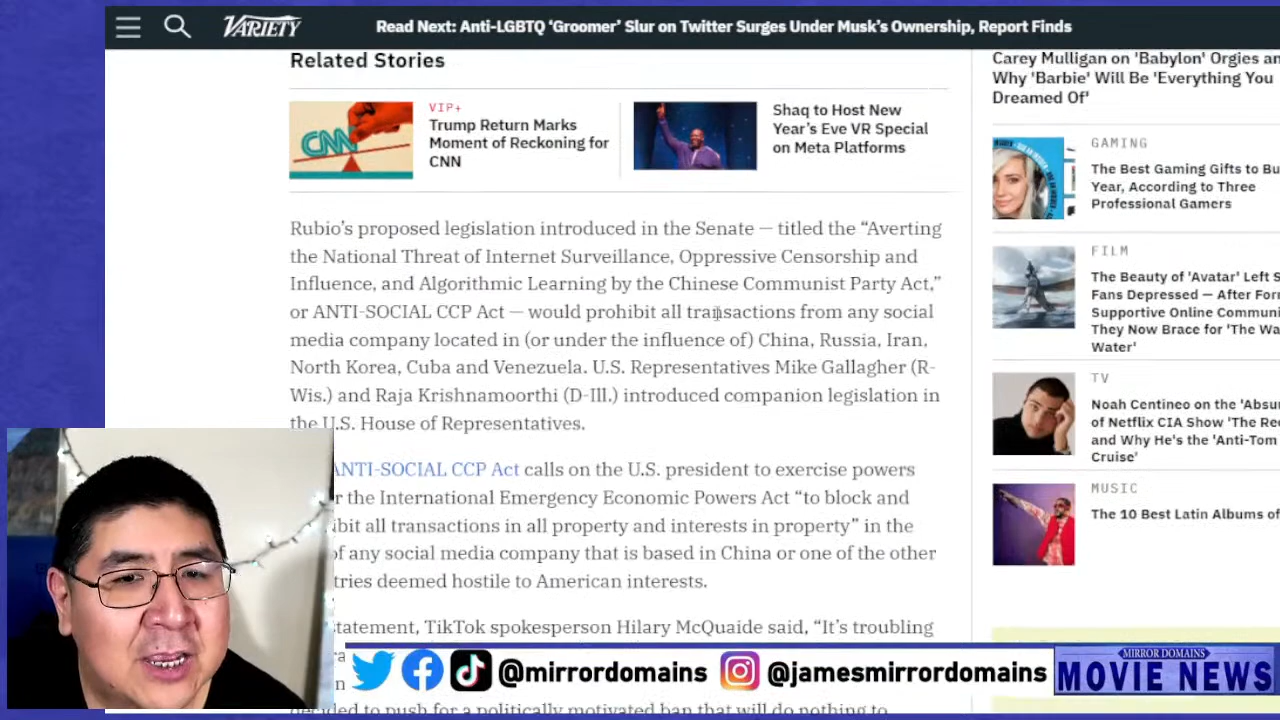 VARIETY
Read Next: Anti-LGBTQ ‘Groomer’ Slur on Twitter Surges Under Musk’s Ownership, Report Finds
Related Stories
CNN
VIP+
Trump Return Marks
Moment of Reckoning for
CNN
Shaq to Host New
Year’s Eve VR Special
on Meta Platforms
Rubio’s proposed legislation introduced in the Senate — titled the “Averting
the National Threat of Internet Surveillance, Oppressive Censorship and
Influence, and Algorithmic Learning by the Chinese Communist Party Act,”
or ANTI-SOCIAL CCP Act — would prohibit all transactions from any social
media company located in (or under the influence of) China, Russia, Iran,
North Korea, Cuba and Venezuela. U.S. Representatives Mike Gallagher (R-
Wis.) and Raja Krishnamoorthi (D-Ill.) introduced companion legislation in
the U.S. House of Representatives.
ANTI-SOCIAL CCP Act calls on the U.S. president to exercise powers
the International Emergency Economic Powers Act “to block and
all transactions in all property and interests in property” in the
of any social media company that is based in China or one of the other
deemed hostile to American interests.
TikTok spokesperson Hilary McQuaide said, “It’s troubling
decided to push for a politically motivated ban that will do nothing to
Carey Mulligan on 'Babylon' Orgies
Why 'Barbie' Will Be 'Everything You
Dreamed Of'
GAMING
The Best Gaming Gifts to
Year, According to Three
Professional Gamers
FILM
The Beauty of 'Avatar' Left
Fans Depressed — After
Supportive Online
They Now Brace for 'The
Water'
TV
Noah Centineo on the
of Netflix CIA Show 'The
and Why He's the 'Anti-Tom
Cruise'
MUSIC
The 10 Best Latin Albums of
@mirrordomains
@jamesmirrordomains
MIRROR DOMAINS
MOVIE NEWS